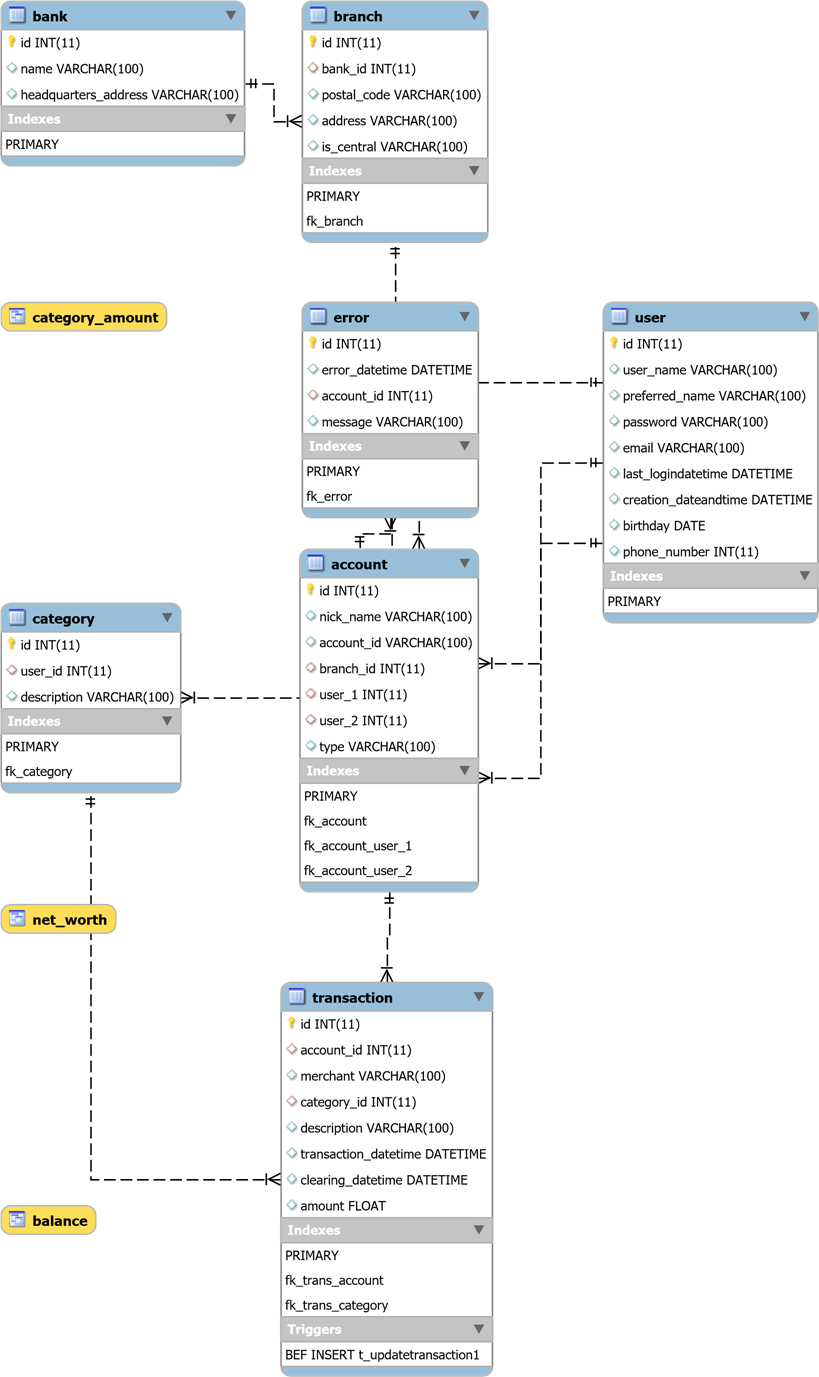 bank
id INT(11)
name VARCHAR(100)
headquarters_address VARCHAR(100)
Indexes
PRIMARY
branch
id INT(11)
bank_id INT(11)
postal_code VARCHAR(100)
address VARCHAR(100)
is_central VARCHAR(100)
Indexes
PRIMARY
fk_branch
category_amount
error
id INT(11)
error_datetime DATETIME
account_id INT(11)
message VARCHAR(100)
Indexes
PRIMARY
fk_error
user
id INT(11)
user_name VARCHAR(100)
preferred_name VARCHAR(100)
password VARCHAR(100)
email VARCHAR(100)
last_logindatetime DATETIME
creation_dateandtime DATETIME
birthday DATE
phone_number INT(11)
Indexes
PRIMARY
account
id INT(11)
nick_name VARCHAR(100)
account_id VARCHAR(100)
branch_id INT(11)
user_1 INT(11)
user_2 INT(11)
type VARCHAR(100)
Indexes
PRIMARY
fk_account
fk_account_user_1
fk_account_user_2
category
id INT(11)
user_id INT(11)
description VARCHAR(100)
Indexes
PRIMARY
fk_category
net_worth
transaction
id INT(11)
account_id INT(11)
merchant VARCHAR(100)
category_id INT(11)
description VARCHAR(100)
transaction_datetime DATETIME
clearing_datetime DATETIME
amount FLOAT
Indexes
PRIMARY
fk_trans_account
fk_trans_category
Triggers
BEF INSERT t_updatetransaction1
balance